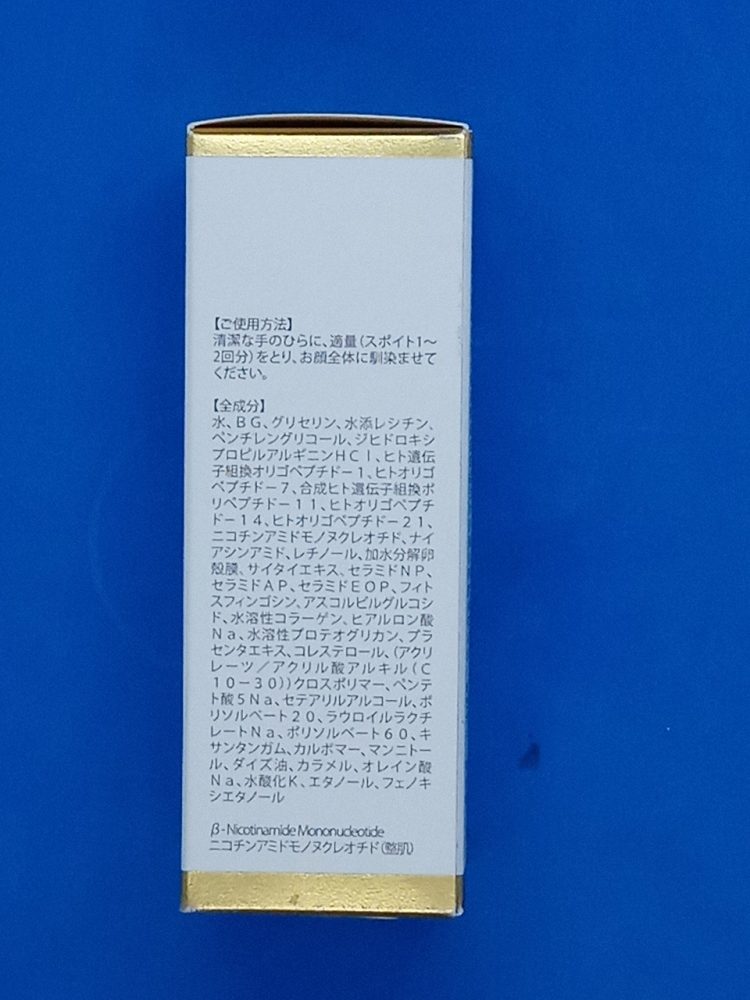 【ご使用方法】
清潔な手のひらに、適量(スポイト1〜
2回分)をとり、お顔全体に馴染ませて
ください。
【全成分】
水、ＢＧ、グリセリン、水添レシチン、
ペンチレングリコール、ジヒドロキシ
プロピルアルギニンＨＣｌ、ヒト遺伝
子組換オリゴペプチド－１、ヒトオリゴ
ペプチド－７、合成ヒト遺伝子組換ポ
リペプチド－１１、ヒトオリゴペプチ
ド－１４、ヒトオリゴペプチド－２１、
ニコチンアミドモノヌクレオチド、ナイ
アシンアミド、レチノール、加水分解卵
殻膜、サイタイエキス、セラミドＮＰ、
セラミドＡＰ、セラミドＥＯＰ、フィト
スフィンゴシン、アスコルビルグルコシ
ド、水溶性コラーゲン、ヒアルロン酸
Ｎａ、水溶性プロテオグリカン、プラ
センタエキス、コレステロール、（アクリ
レーツ／アクリル酸アルキル（Ｃ
１０－３０））クロスポリマー、ペンテ
ト酸５Ｎａ、セテアリルアルコール、ポ
リソルベート２０、ラウロイルラクチ
レートＮａ、ポリソルベート６０、キ
サンタンガム、カルボマー、マンニトー
ル、ダイズ油、カラメル、オレイン酸
Ｎａ、水酸化Ｋ、エタノール、フェノキ
シエタノール
β-Nicotinamide Mononucleotide
ニコチンアミドモノヌクレオチド(整肌)